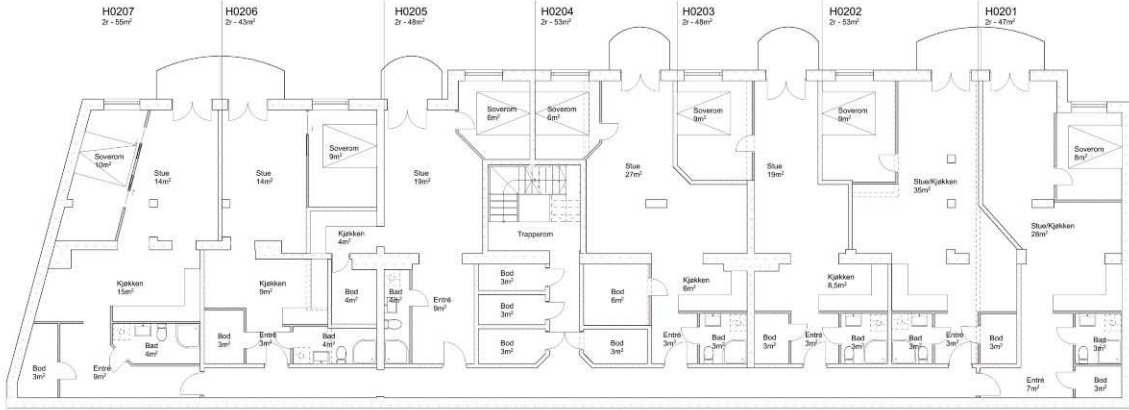 H0207
2r - 55m²
H0206
2r - 43m²
H0205
2r - 48m²
H0204
2r - 53m²
H0203
2r - 48m²
H0202
2r - 53m²
H0201
2r - 47m²
Soverom
10m²
Stue
14m²
Stue
14m²
Soverom
9m²
Stue
19m²
Soverom
6m²
Soverom
6m²
Stue
27m²
Soverom
9m²
Stue
19m²
Soverom
9m²
Stue/Kjøkken
35m²
Soverom
8m²
Stue/Kjøkken
28m²
Trapperom
Kjøkken
15m²
Kjøkken
9m²
Kjøkken
4m²
Bod
4m²
Bad
4m²
Entré
9m²
Bod
3m²
Bod
3m²
Bod
3m²
Bod
6m²
Bod
3m²
Kjøkken
6m²
Kjøkken
8,5m²
Bod
3m²
Entré
9m²
Bad
4m²
Bod
3m²
Entré
3m²
Bad
4m²
Entré
3m²
Bad
3m²
Bod
3m²
Entré
3m²
Bad
3m²
Bad
3m²
Entré
3m²
Bod
3m²
Entré
7m²
Bad
3m²
Bod
3m²